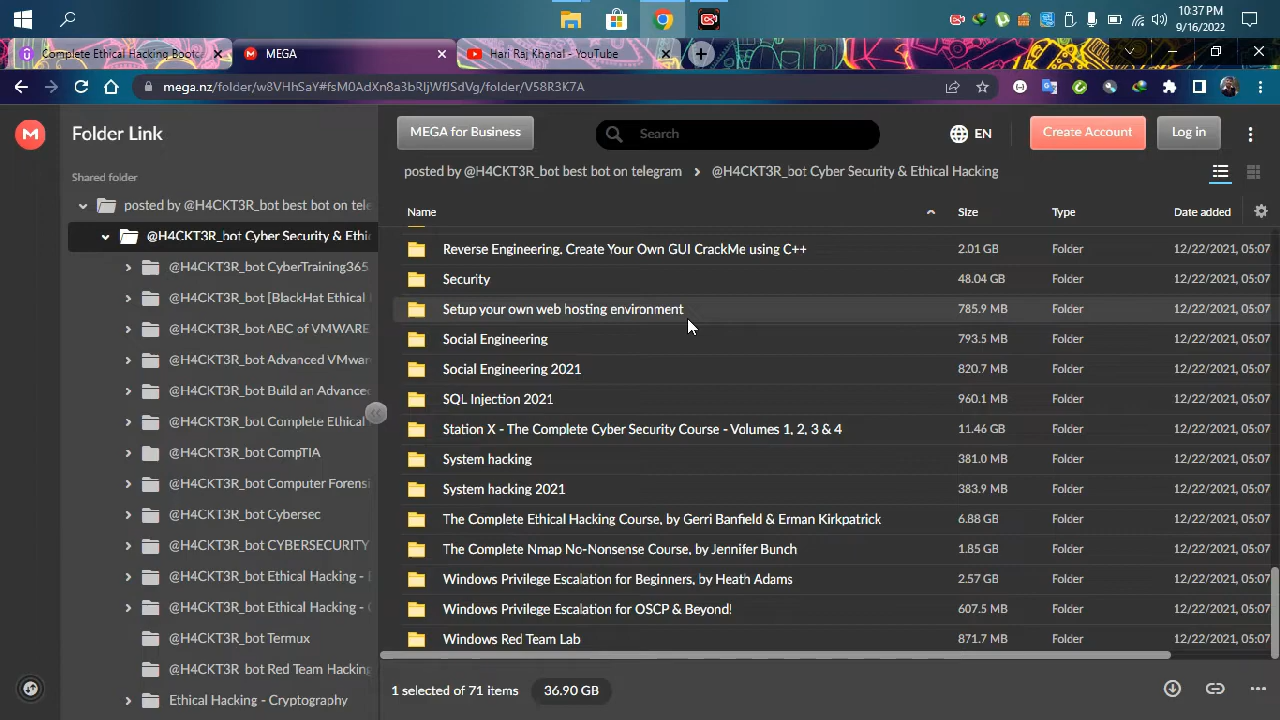 10:37 PM
9/16/2022
Complete Ethical Hacking Bootc
MEGA
Hari Raj Khanal - YouTube
Folder Link
MEGA for Business
Search
EN
Create Account
Log in
Shared folder
posted by @H4CKT3R_bot best bot on telegram
@H4CKT3R_bot Cyber Security & Ethical Hacking
posted by @H4CKT3R_bot best bot on tele
@H4CKT3R_bot Cyber Security & Ethic
@H4CKT3R_bot CyberTraining365
@H4CKT3R_bot [BlackHat Ethical
@H4CKT3R_bot ABC of VMWARE
@H4CKT3R_bot Advanced VMwar
@H4CKT3R_bot Build an Advance
@H4CKT3R_bot Complete Ethical
@H4CKT3R_bot CompTIA
@H4CKT3R_bot Computer Forensi
@H4CKT3R_bot Cybersec
@H4CKT3R_bot CYBERSECURITY
@H4CKT3R_bot Ethical Hacking -
@H4CKT3R_bot Ethical Hacking -
@H4CKT3R_bot Termux
@H4CKT3R_bot Red Team Hacking
Ethical Hacking - Cryptography
Name Size Type Date added
Reverse Engineering. Create Your Own GUI CrackMe using C++ 2.01 GB Folder 12/22/2021, 05:07
Security 48.04 GB Folder 12/22/2021, 05:07
Setup your own web hosting environment 785.9 MB Folder 12/22/2021, 05:07
Social Engineering 793.5 MB Folder 12/22/2021, 05:07
Social Engineering 2021 820.7 MB Folder 12/22/2021, 05:07
SQL Injection 2021 960.1 MB Folder 12/22/2021, 05:07
Station X - The Complete Cyber Security Course - Volumes 1, 2, 3 & 4 11.46 GB Folder 12/22/2021, 05:07
System hacking 381.0 MB Folder 12/22/2021, 05:07
System hacking 2021 383.9 MB Folder 12/22/2021, 05:07
The Complete Ethical Hacking Course, by Gerri Banfield & Erman Kirkpatrick 6.88 GB Folder 12/22/2021, 05:07
The Complete Nmap No-Nonsense Course, by Jennifer Bunch 1.85 GB Folder 12/22/2021, 05:07
Windows Privilege Escalation for Beginners, by Heath Adams 2.57 GB Folder 12/22/2021, 05:07
Windows Privilege Escalation for OSCP & Beyond! 607.5 MB Folder 12/22/2021, 05:07
Windows Red Team Lab 871.7 MB Folder 12/22/2021, 05:07
1 selected of 71 items 36.90 GB